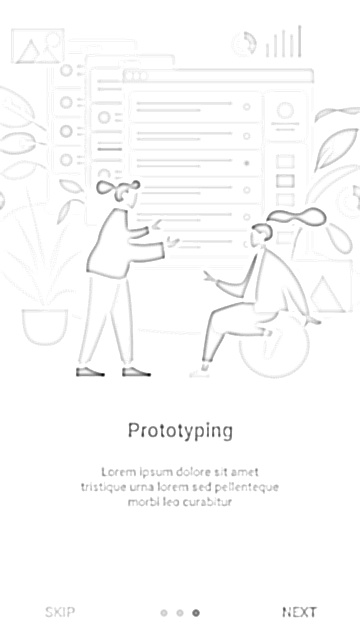 Prototyping
Lorem ipsum dolore sit amet
tristique urna lorem sed pellenteque
morbi leo curabitur
SKIP
NEXT